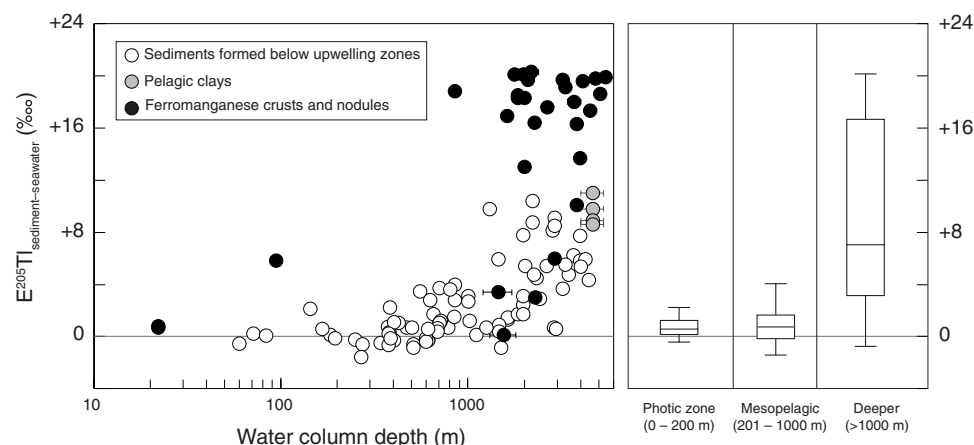 +24
+16
+8
0
E205Tlsediment–seawater (‱)
Sediments formed below upwelling zones
Pelagic clays
Ferromanganese crusts and nodules
10
100
1000
Water column depth (m)
+24
+16
+8
0
Photic zone
(0 – 200 m)
Mesopelagic
(201 – 1000 m)
Deeper
(>1000 m)